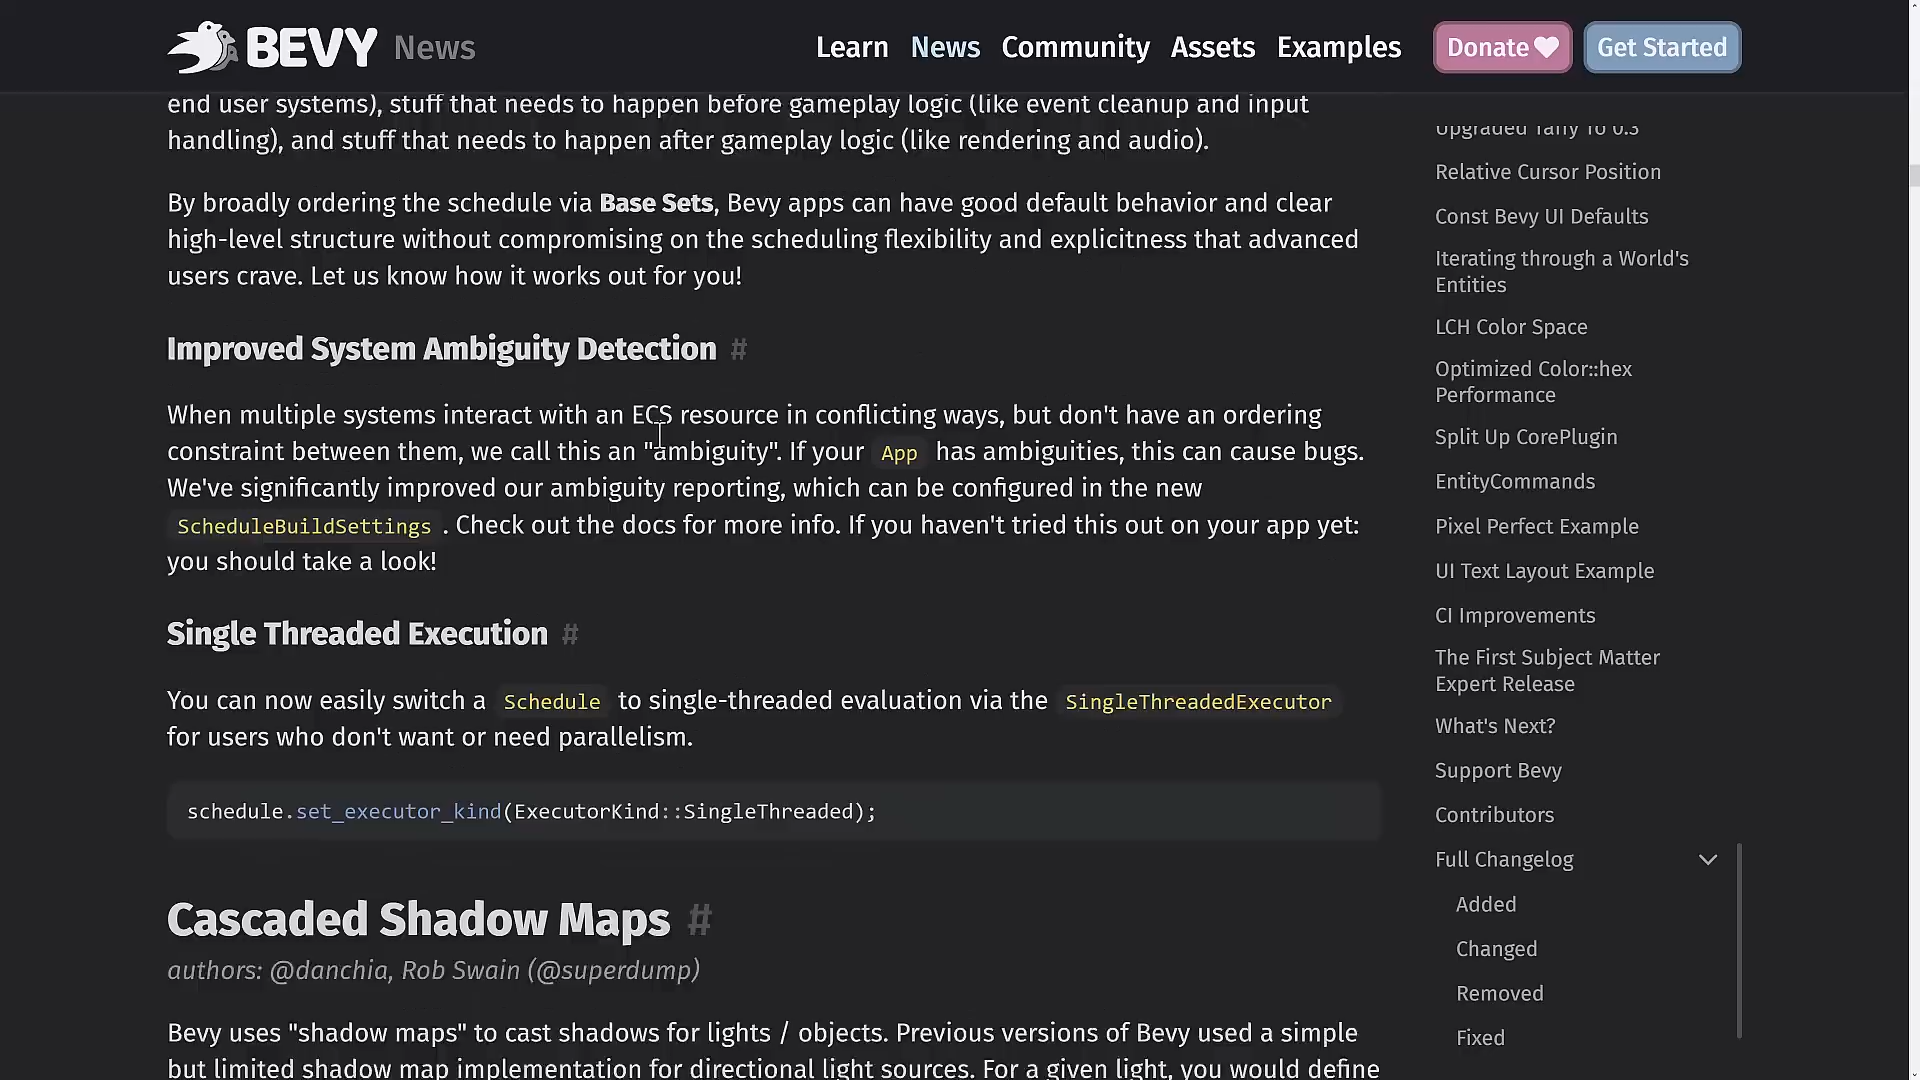 BEVY News
Learn News Community Assets Examples Donate Get Started
end user systems), stuff that needs to happen before gameplay logic (like event cleanup and input
handling), and stuff that needs to happen after gameplay logic (like rendering and audio).
By broadly ordering the schedule via Base Sets, Bevy apps can have good default behavior and clear
high-level structure without compromising on the scheduling flexibility and explicitness that advanced
users crave. Let us know how it works out for you!
Improved System Ambiguity Detection #
When multiple systems interact with an ECS resource in conflicting ways, but don't have an ordering
constraint between them, we call this an "ambiguity". If your App has ambiguities, this can cause bugs.
We've significantly improved our ambiguity reporting, which can be configured in the new
ScheduleBuildSettings . Check out the docs for more info. If you haven't tried this out on your app yet:
you should take a look!
Single Threaded Execution #
You can now easily switch a Schedule to single-threaded evaluation via the SingleThreadedExecutor
for users who don't want or need parallelism.
schedule.set_executor_kind(ExecutorKind::SingleThreaded);
Cascaded Shadow Maps #
authors: @danchia, Rob Swain (@superdump)
Bevy uses "shadow maps" to cast shadows for lights / objects. Previous versions of Bevy used a simple
but limited shadow map implementation for directional light sources. For a given light, you would define
Upgraded Taffy To 0.3
Relative Cursor Position
Const Bevy UI Defaults
Iterating through a World's
Entities
LCH Color Space
Optimized Color::hex
Performance
Split Up CorePlugin
EntityCommands
Pixel Perfect Example
UI Text Layout Example
CI Improvements
The First Subject Matter
Expert Release
What's Next?
Support Bevy
Contributors
Full Changelog
Added
Changed
Removed
Fixed